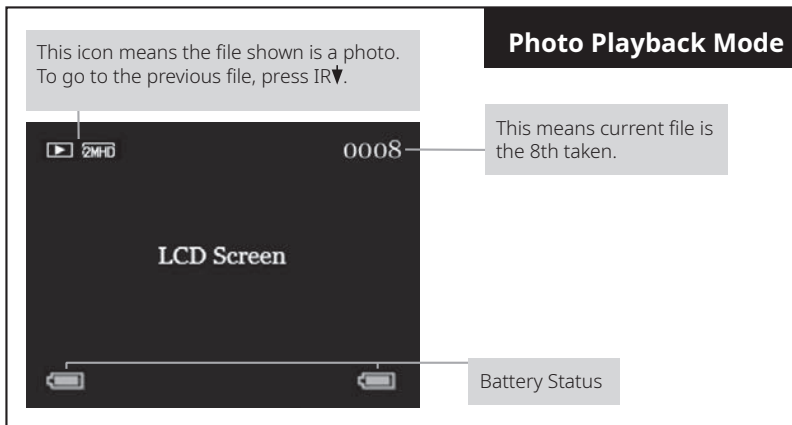 Photo Playback Mode
This icon means the file shown is a photo.
To go to the previous file, press IR.
2MHD
0008
This means current file is
the 8th taken.
LCD Screen
Battery Status